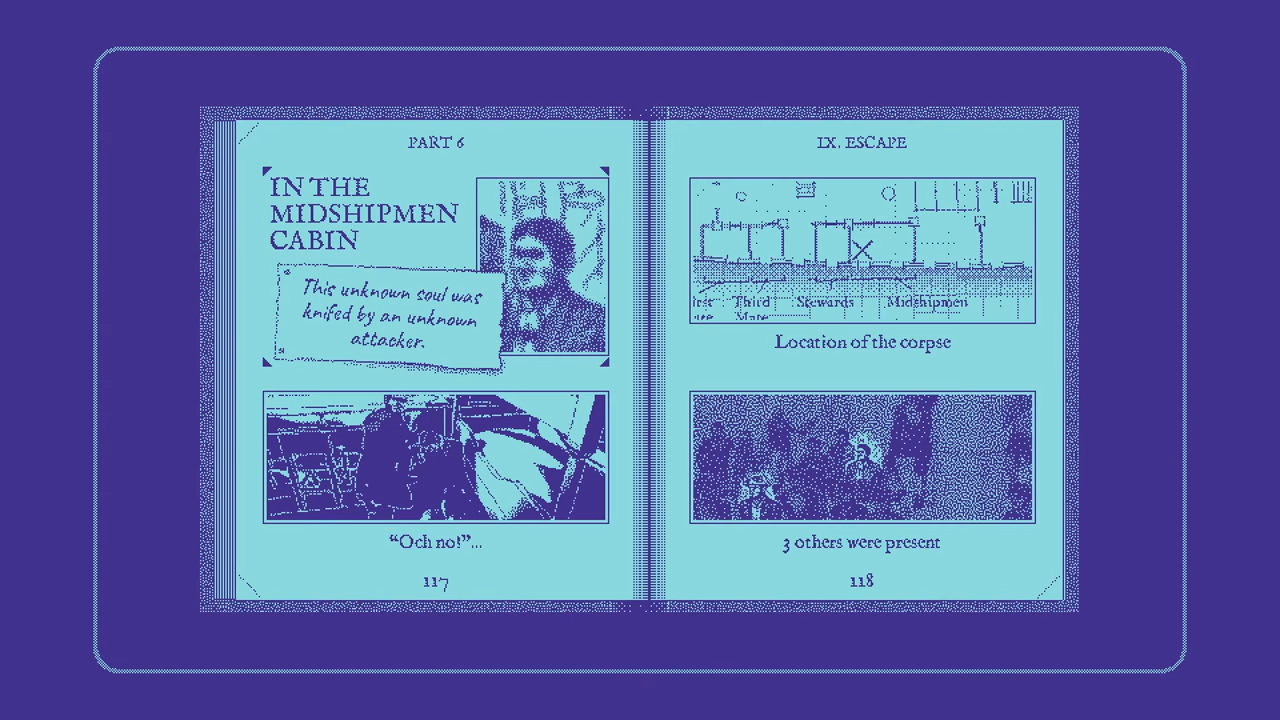 PART 6
IN THE
MIDSHIPMEN
CABIN
This unknown soul was
knifed by an unknown
attacker.
“Och no!”...
117
IX. ESCAPE
Third Stewards Midshipmen
Mate
Location of the corpse
3 others were present
118